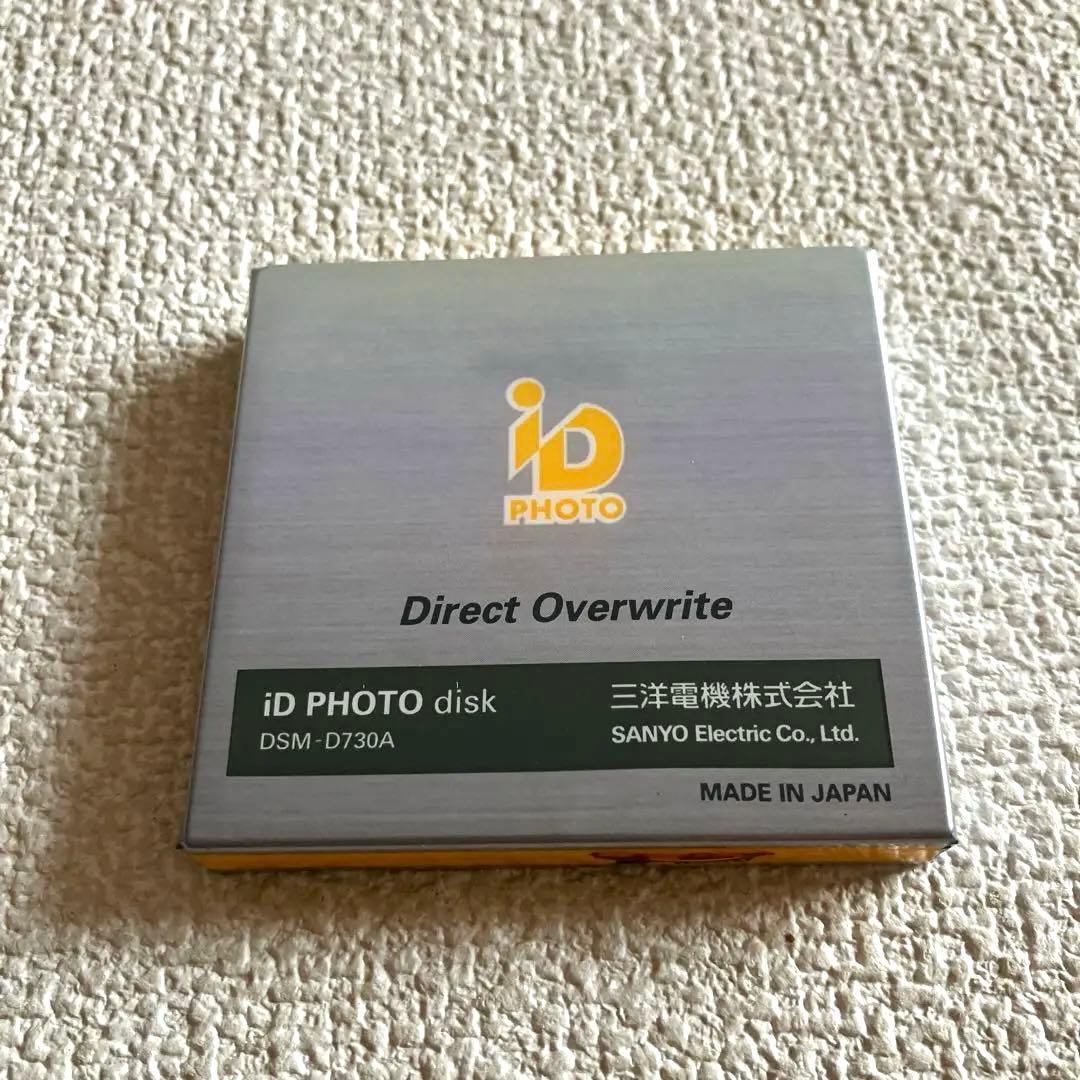 iD
PHOTO
Direct Overwrite
iD PHOTO disk
DSM-D730A
三洋電機株式会社
SANYO Electric Co., Ltd.
MADE IN JAPAN